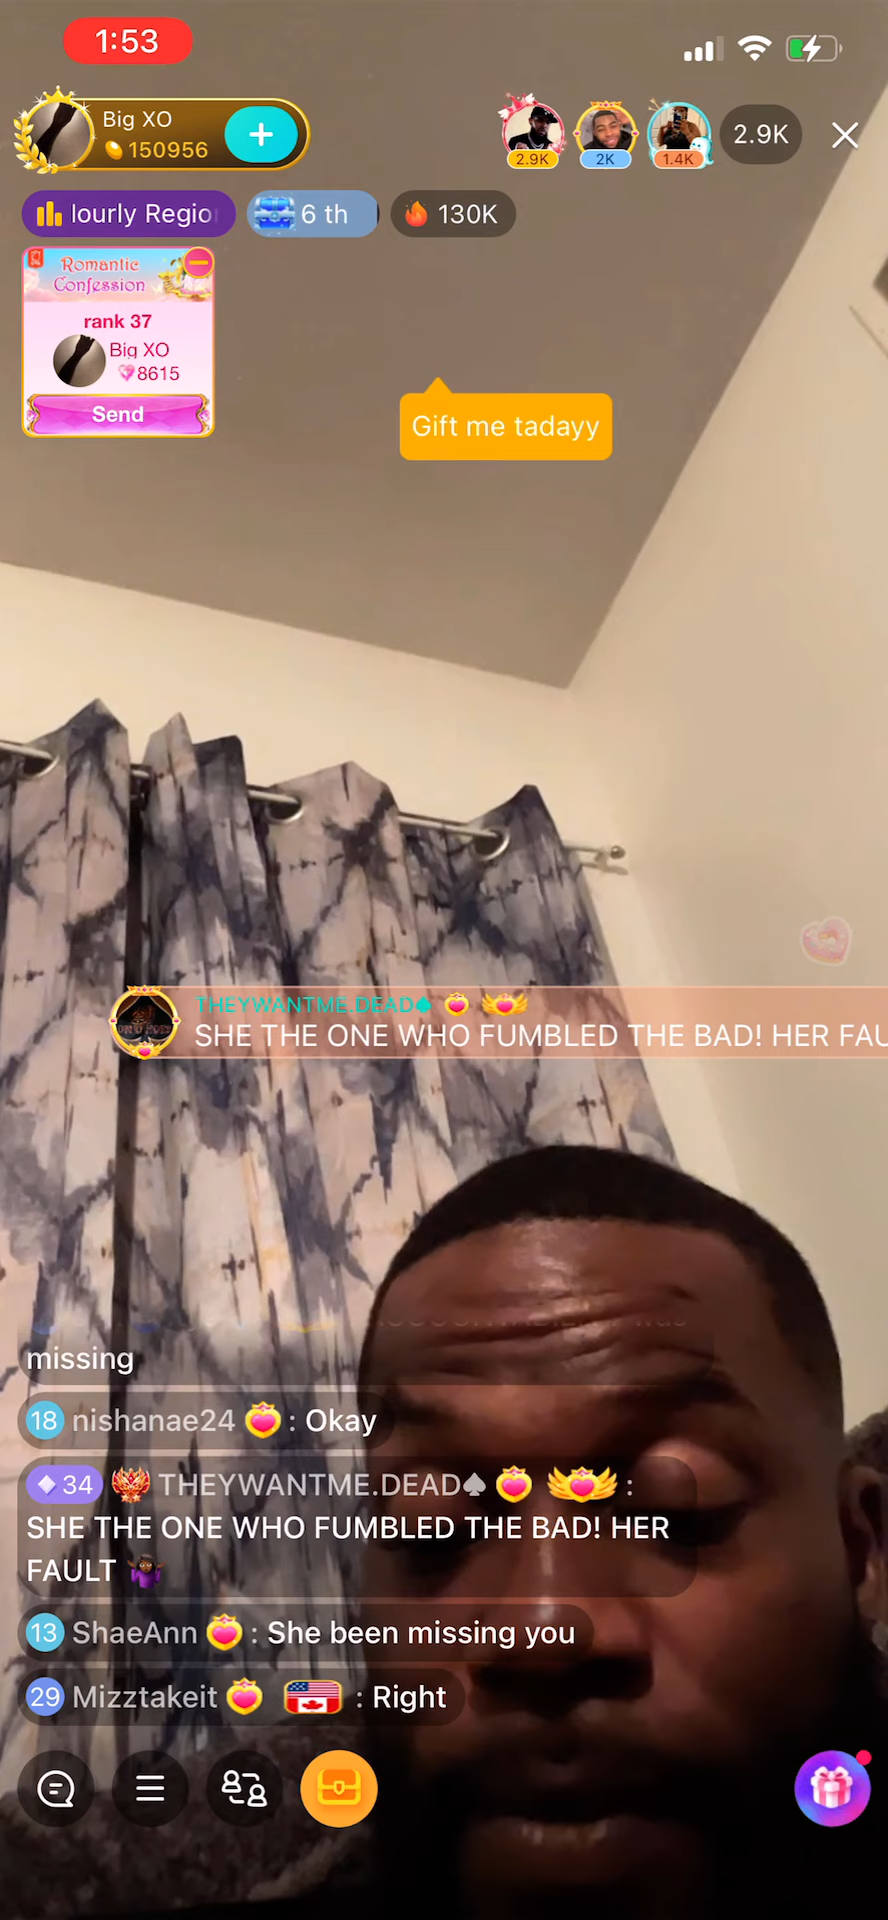 1:53
Big XO
150956
2.9K
2K
1.4K
2.9K
lourly Regio
6 th
130K
Romantic
Confession
rank 37
Big XO
8615
Send
Gift me tadayy
THEYWANTME.DEAD♠
SHE THE ONE WHO FUMBLED THE BAD! HER FAU
missing
18 nishanae24 : Okay
34 THEYWANTME.DEAD♠ :
SHE THE ONE WHO FUMBLED THE BAD! HER
FAULT 🤷🏿‍♀️
13 ShaeAnn : She been missing you
29 Mizztakeit : Right